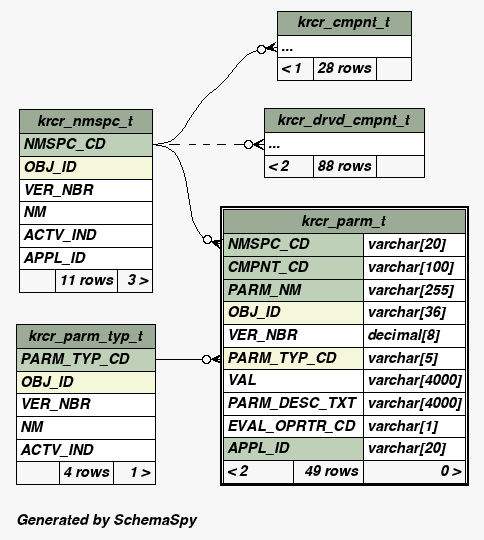 krcr_cmpnt_t
...
< 1 28 rows
krcr_drvd_cmpnt_t
...
< 2 88 rows
krcr_nmspc_t
NMSPC_CD
OBJ_ID
VER_NBR
NM
ACTV_IND
APPL_ID
11 rows 3 >
krcr_parm_t
NMSPC_CD varchar[20]
CMPNT_CD varchar[100]
PARM_NM varchar[255]
OBJ_ID varchar[36]
VER_NBR decimal[8]
PARM_TYP_CD varchar[5]
VAL varchar[4000]
PARM_DESC_TXT varchar[4000]
EVAL_OPRTR_CD varchar[1]
APPL_ID varchar[20]
< 2 49 rows 0 >
krcr_parm_typ_t
PARM_TYP_CD
OBJ_ID
VER_NBR
NM
ACTV_IND
4 rows 1 >
Generated by SchemaSpy